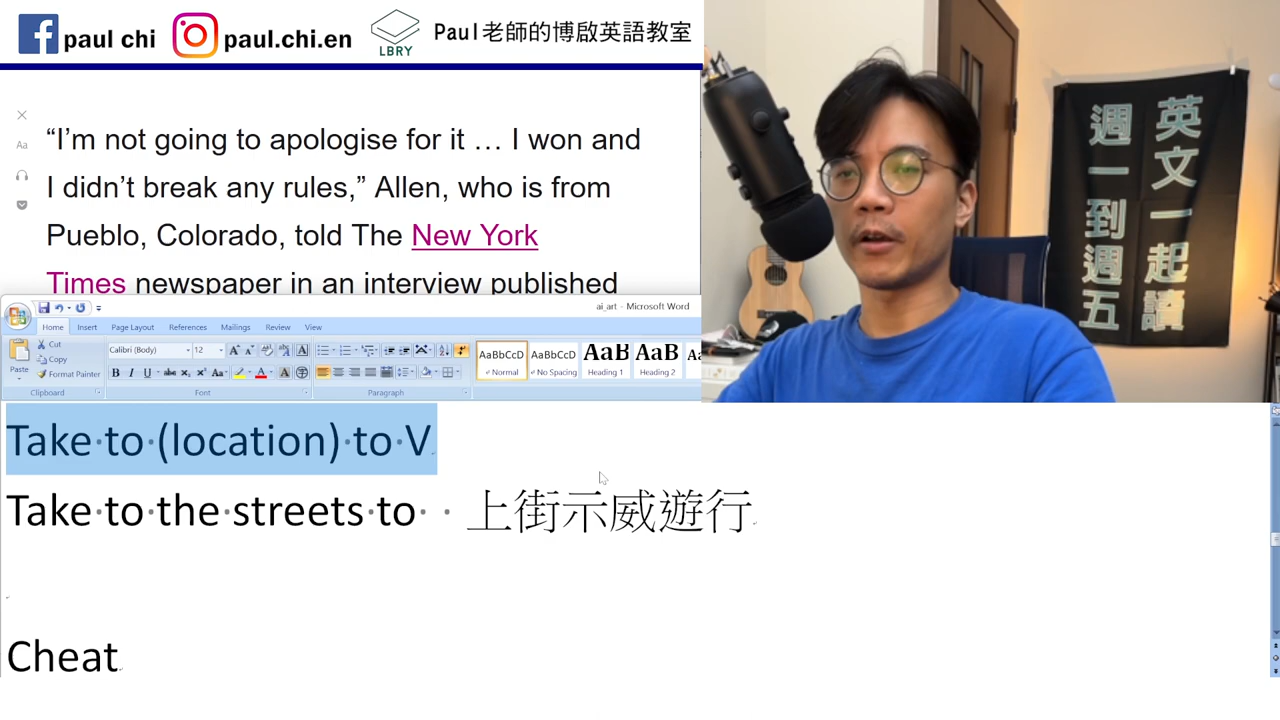 paul chi
paul.chi.en
LBRY
Paul老師的博啟英語教室
“I’m not going to apologise for it … I won and
I didn’t break any rules,” Allen, who is from
Pueblo, Colorado, told The New York
Times newspaper in an interview published
Aa
英文一起讀
週一到週五
ai_art - Microsoft Word
Home Insert Page Layout References Mailings Review View
Paste
Cut
Copy
Format Painter
Clipboard
Calibri (Body) 12
Font
Paragraph
AaBbCcD AaBbCcD AaB AaB Aa
Normal No Spacing Heading 1 Heading 2
Take to (location) to V
Take to the streets to 上街示威遊行
Cheat